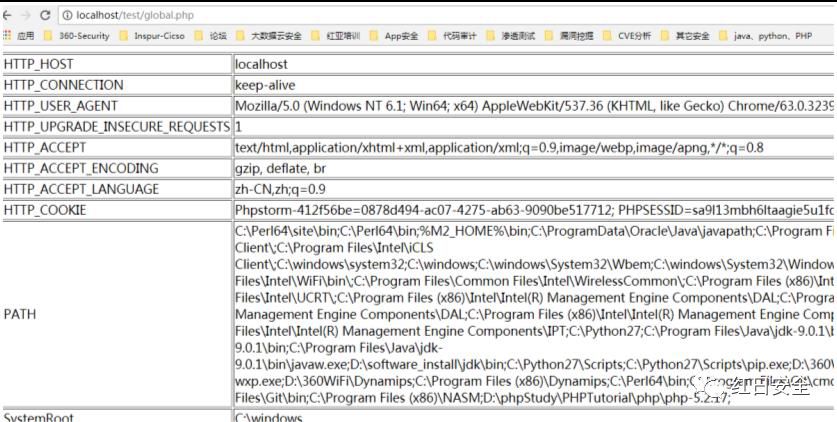 localhost/test/global.php
应用 360-Security Inspur-Cicso 论坛 大数据云安全 红亚培训 App安全 代码审计 渗透测试 漏洞挖掘 CVE分析 其它安全 java、python、PHP
HTTP_HOST localhost
HTTP_CONNECTION keep-alive
HTTP_USER_AGENT Mozilla/5.0 (Windows NT 6.1; Win64; x64) AppleWebKit/537.36 (KHTML, like Gecko) Chrome/63.0.3239
HTTP_UPGRADE_INSECURE_REQUESTS 1
HTTP_ACCEPT text/html,application/xhtml+xml,application/xml;q=0.9,image/webp,image/apng,*/*;q=0.8
HTTP_ACCEPT_ENCODING gzip, deflate, br
HTTP_ACCEPT_LANGUAGE zh-CN,zh;q=0.9
HTTP_COOKIE Phpstorm-412f56be=0878d494-ac07-4275-ab63-9090be517712; PHPSESSID=sa9l13mbh6ltaagie5u1fc
C:\Perl64\site\bin;C:\Perl64\bin;%M2_HOME%\bin;C:\ProgramData\Oracle\Java\javapath;C:\Program Fi
Client\;C:\Program Files\Intel\iCLS
Client\;C:\windows\system32;C:\windows;C:\windows\System32\Wbem;C:\windows\System32\Window
Files\Intel\WiFi\bin\;C:\Program Files\Common Files\Intel\WirelessCommon\;C:\Program Files (x86)\Int
Files\Intel\UCRT\;C:\Program Files (x86)\Intel\Intel(R) Management Engine Components\DAL;C:\Progra
PATH Management Engine Components\DAL;C:\Program Files (x86)\Intel\Intel(R) Management Engine Comp
Files\Intel\Intel(R) Management Engine Components\IPT;C:\Python27;C:\Program Files\Java\jdk-9.0.1\b
9.0.1\bin;C:\Program Files\Java\jdk-
9.0.1\bin\javaw.exe;D:\software_install\jdk\bin;C:\Python27\Scripts;C:\Python27\Scripts\pip.exe;D:\360W
wxp.exe;D:\360WiFi\Dynamips;C:\Program Files (x86)\Dynamips;C:\Perl64\bin;C:\Program Files\Git\cmd
Files\Git\bin;C:\Program Files (x86)\NASM;D:\phpStudy\PHPTutorial\php\php-5.2.17;
红日安全
SystemRoot C:\windows